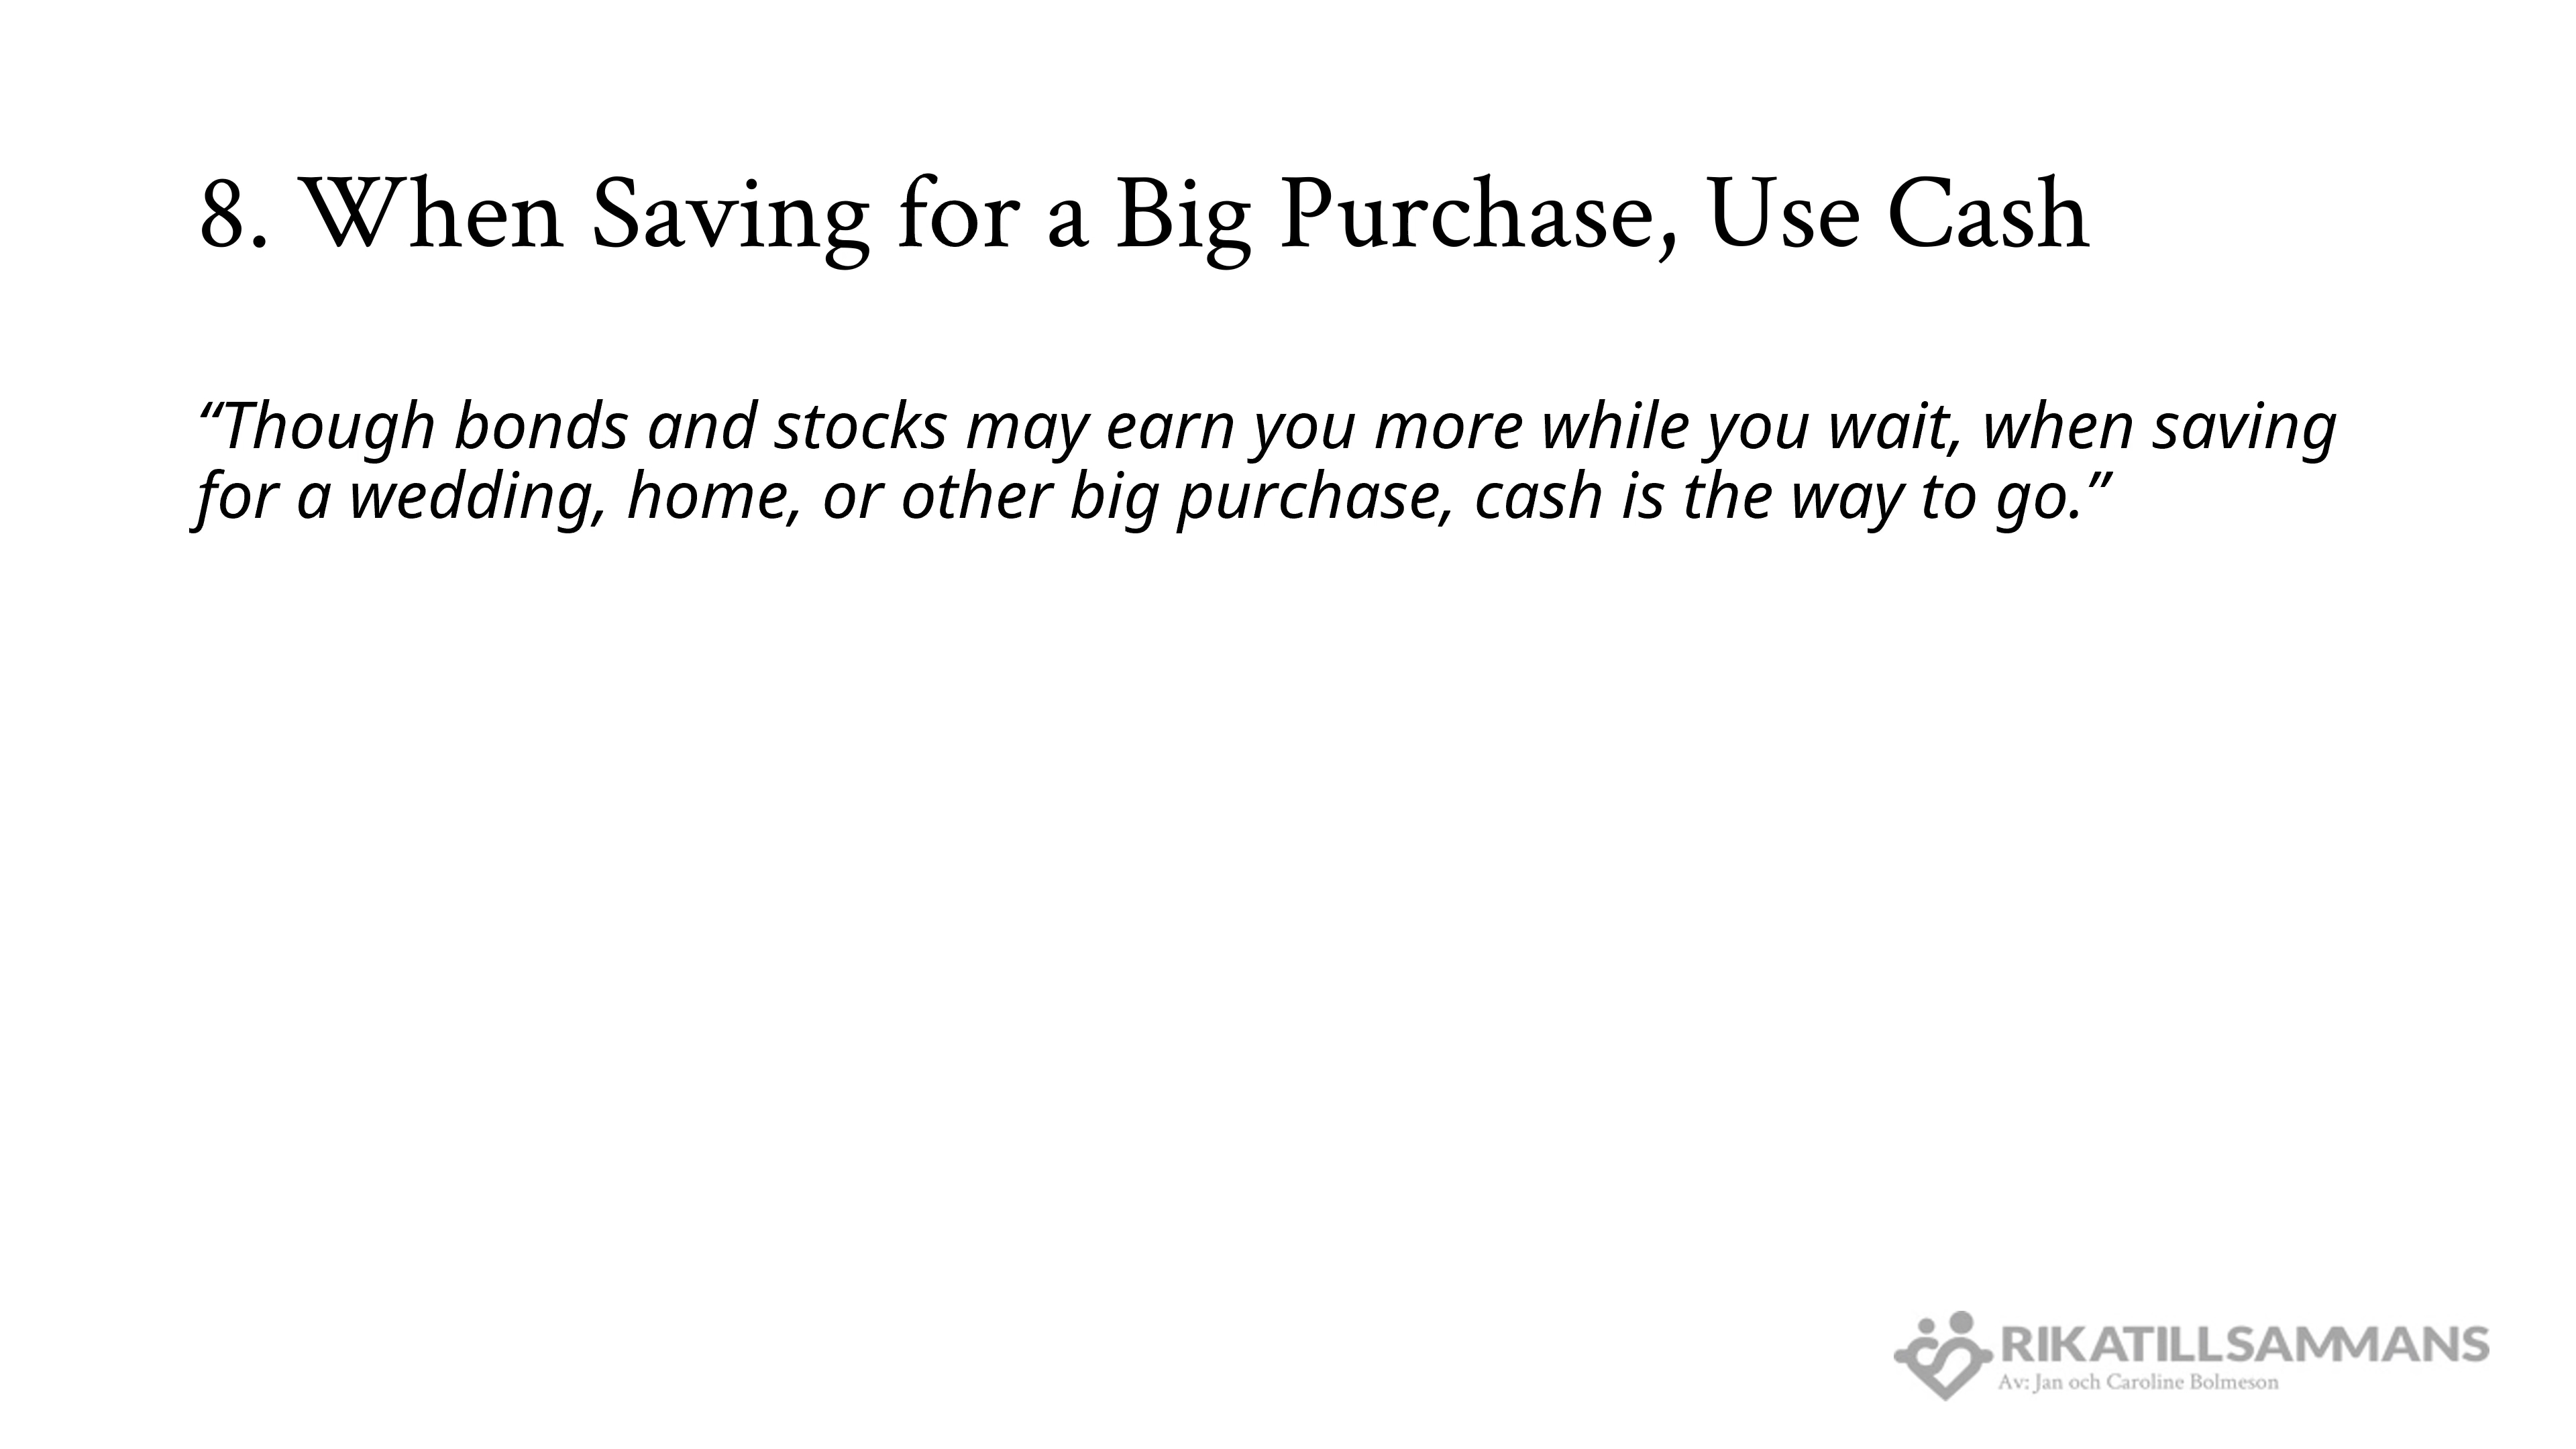 8. When Saving for a Big Purchase, Use Cash
“Though bonds and stocks may earn you more while you wait, when saving
for a wedding, home, or other big purchase, cash is the way to go.”
RIKATILLSAMMANS
Av: Jan och Caroline Bolmeson